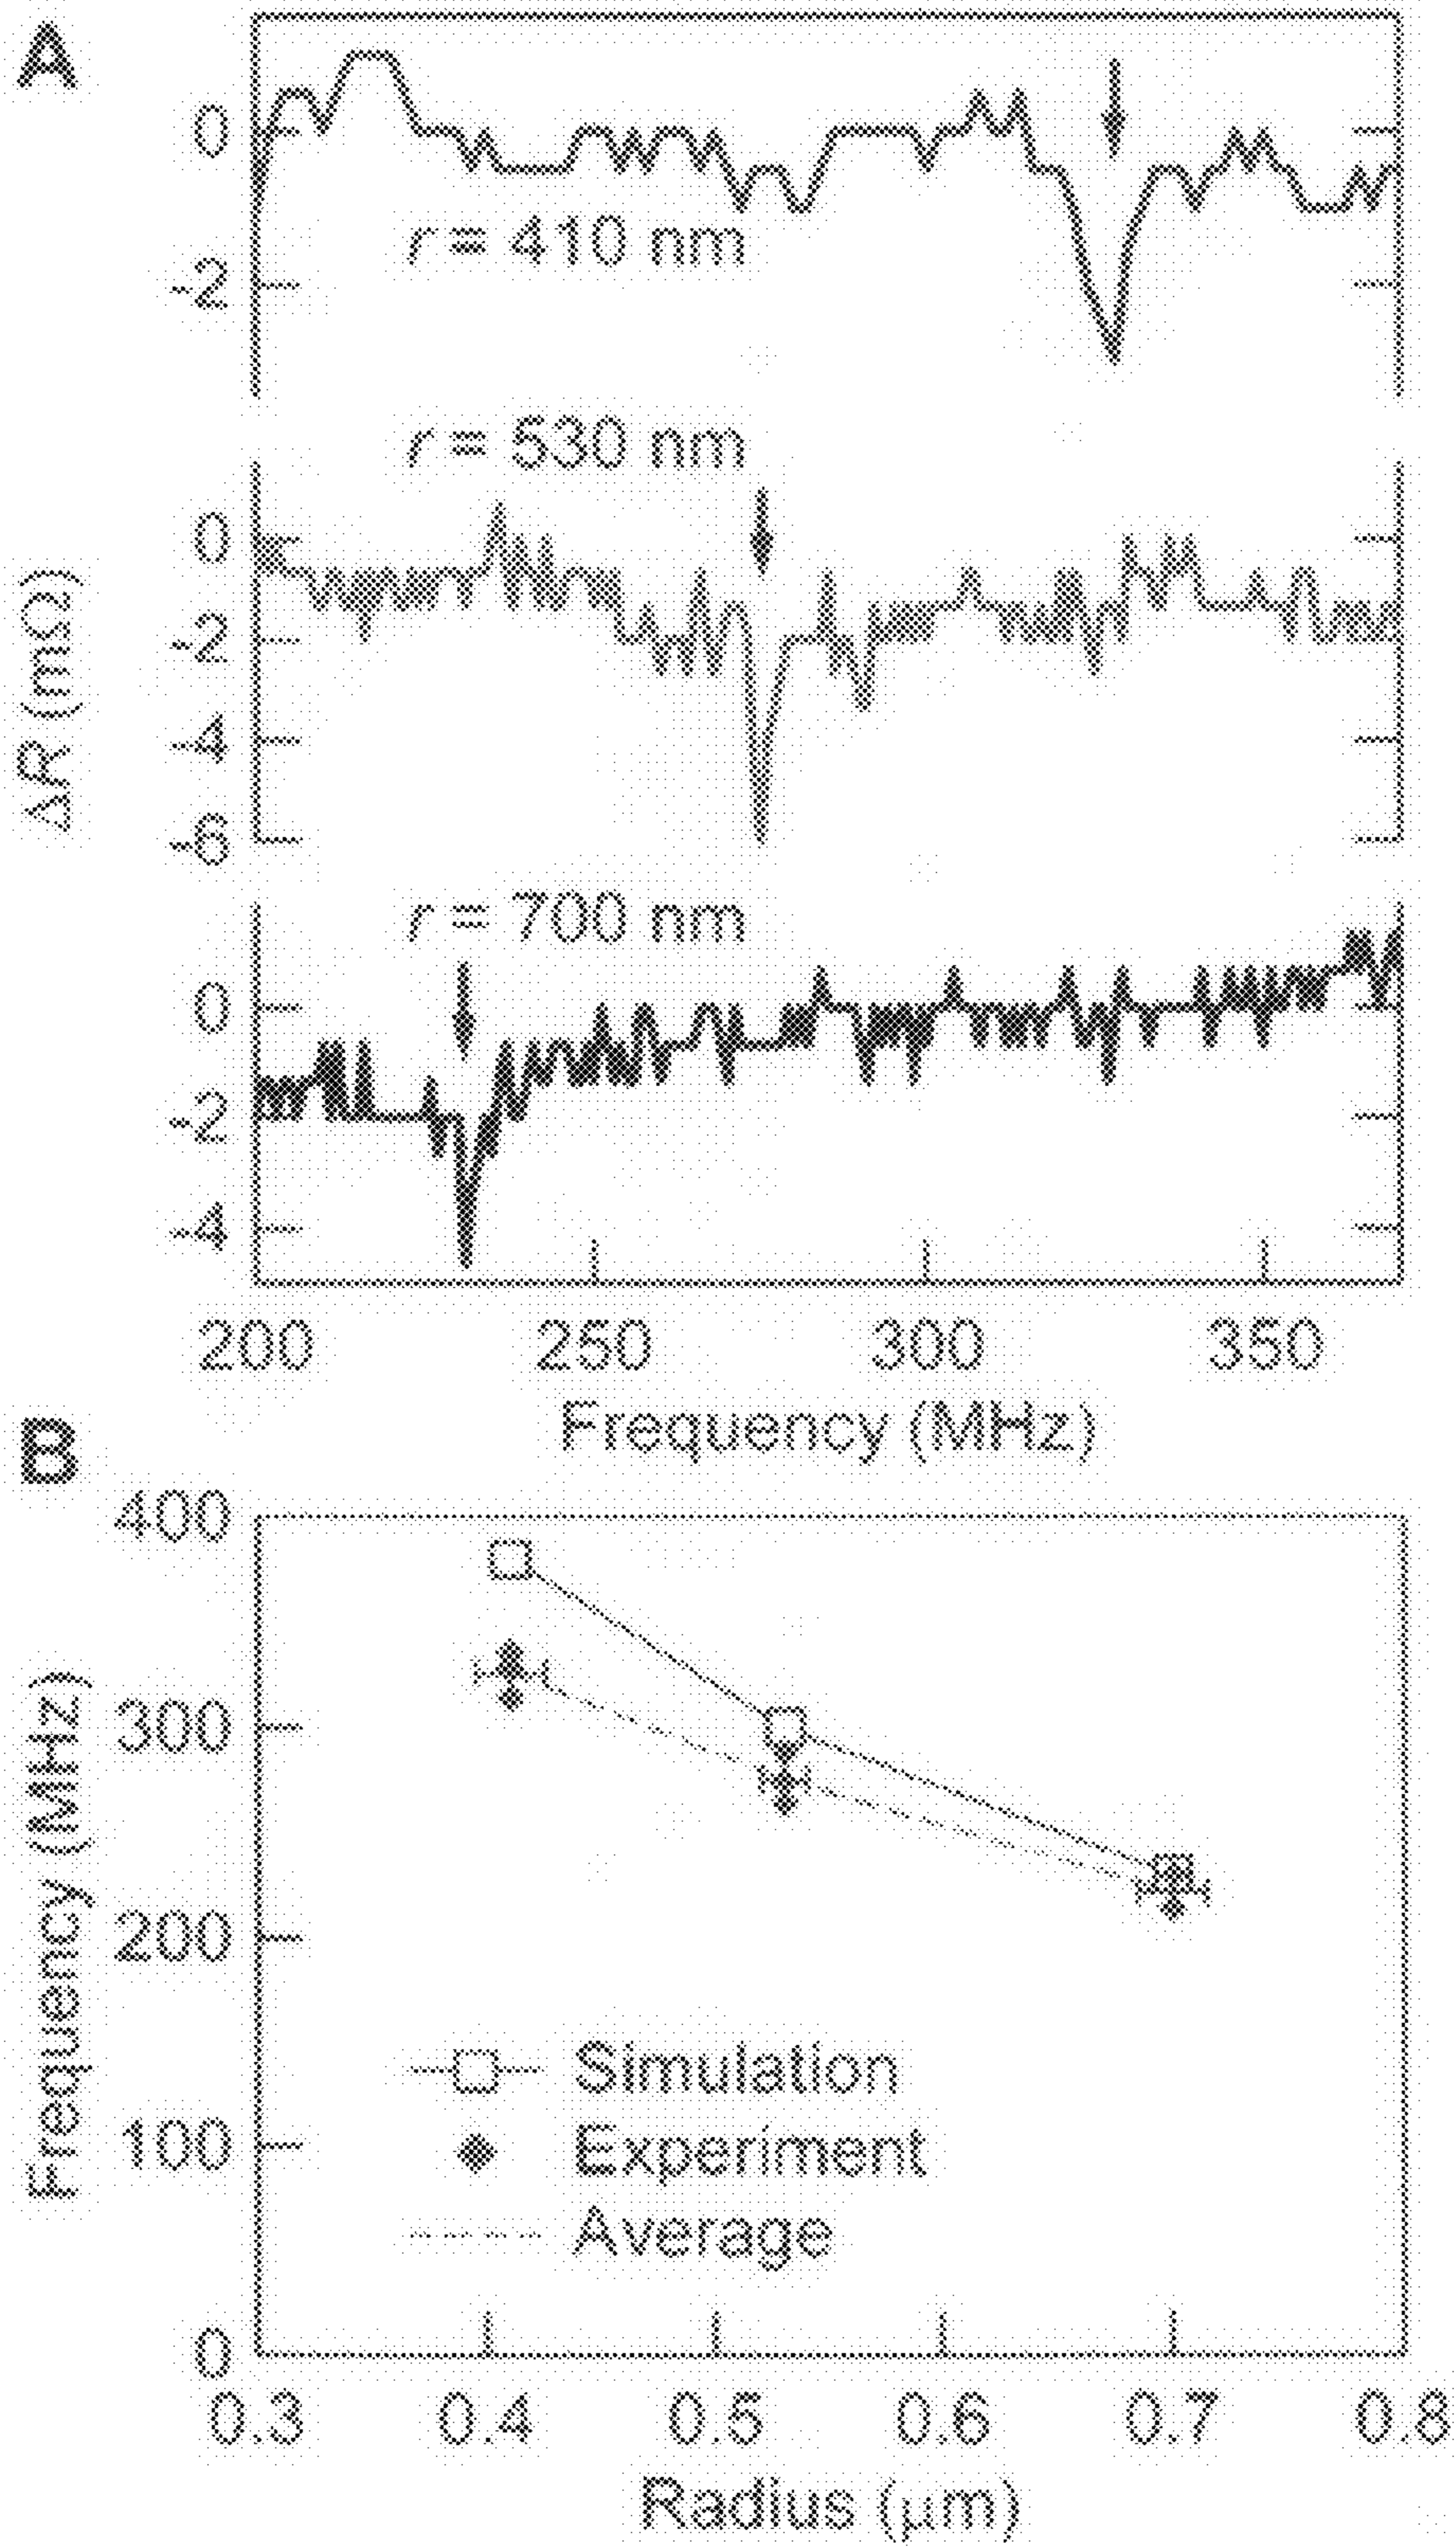 A
0
-2
r = 410 nm
r = 530 nm
0
-2
-4
-6
ΔR (mΩ)
r = 700 nm
0
-2
-4
200 250 300 350
Frequency (MHz)
B
400
300
200
100
0
Frequency (MHz)
Simulation
Experiment
Average
0.3 0.4 0.5 0.6 0.7 0.8
Radius (μm)